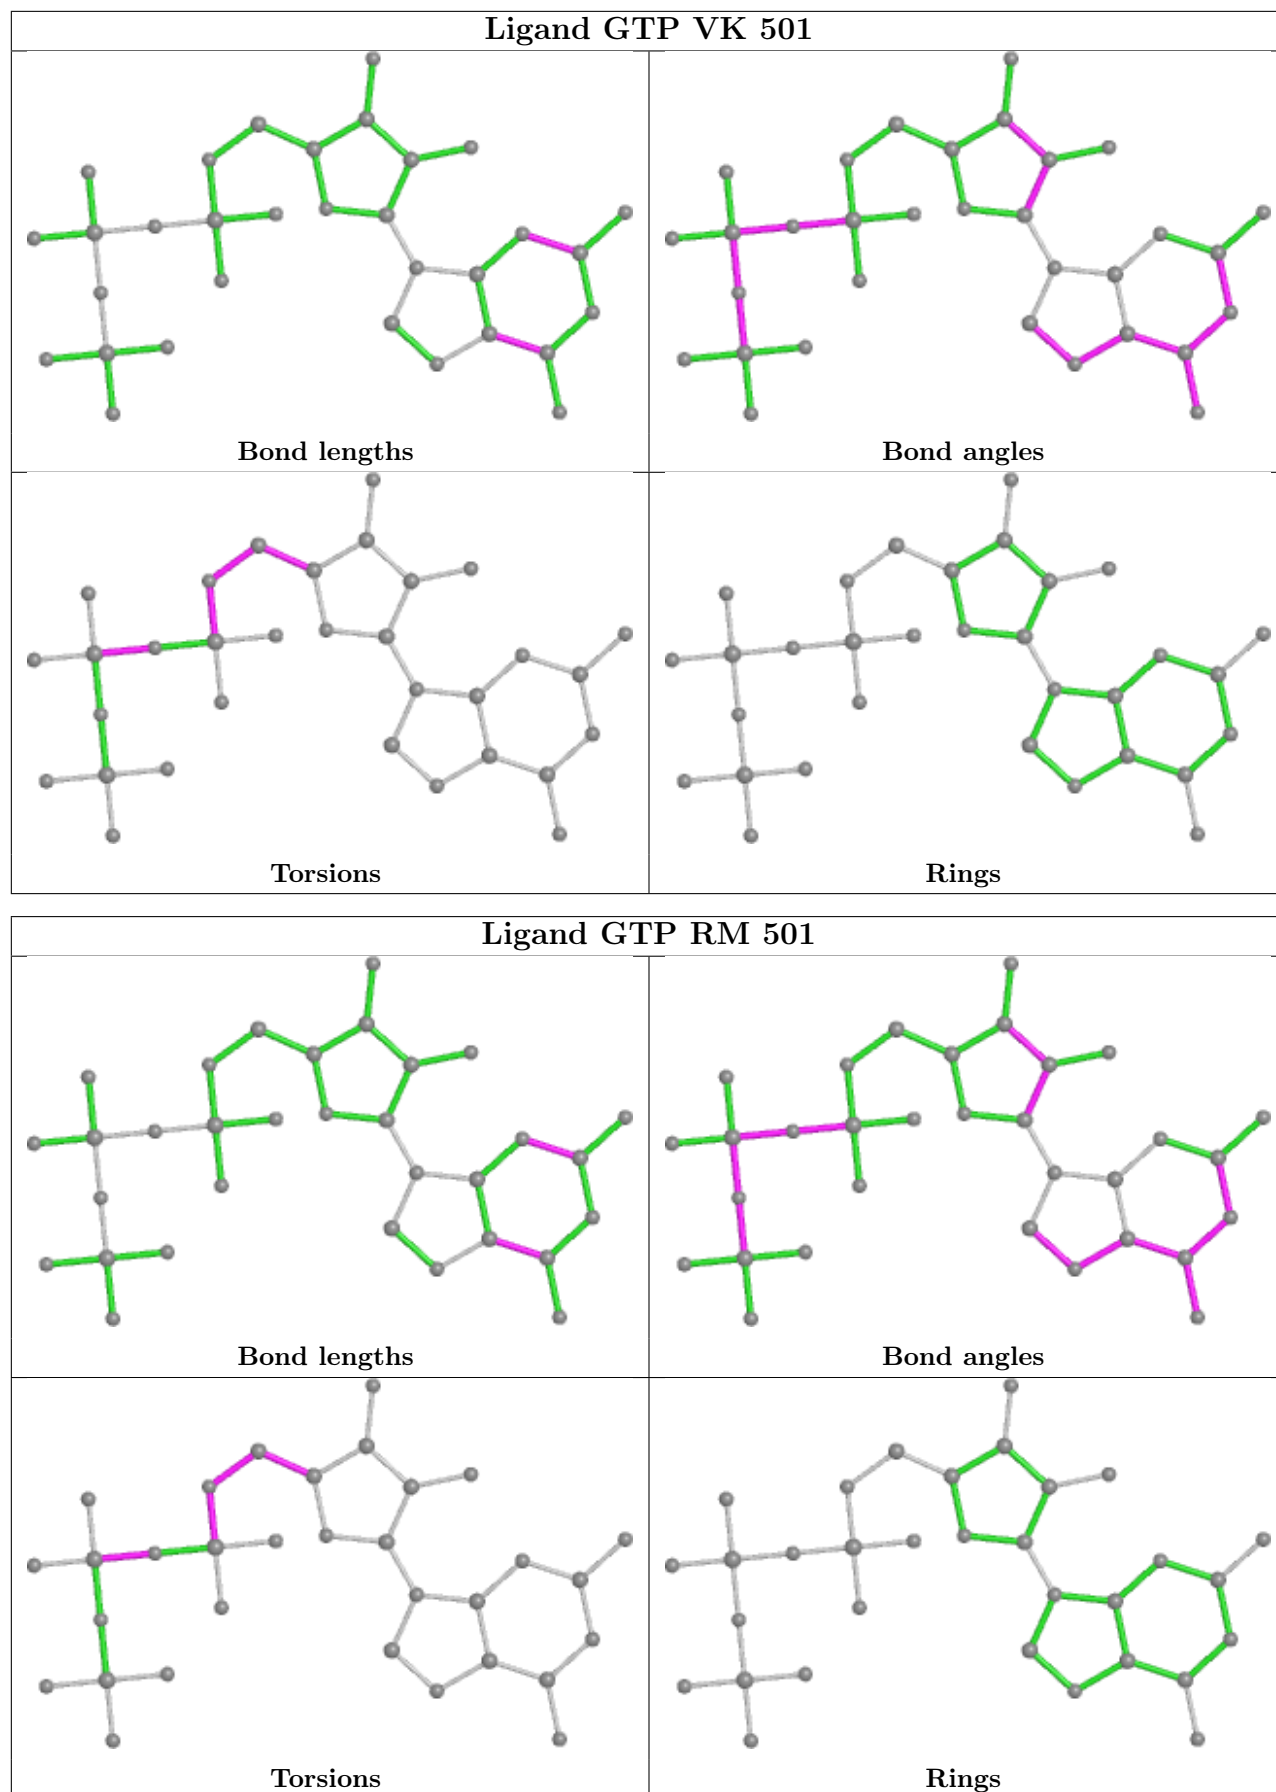 Ligand GTP VK 501
Bond lengths
Bond angles
Torsions
Rings
Ligand GTP RM 501
Bond lengths
Bond angles
Torsions
Rings